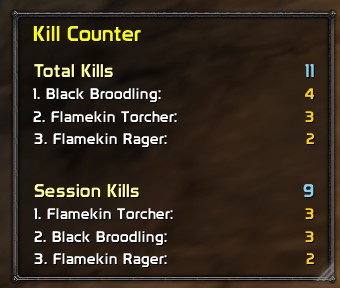 Kill Counter
Total Kills 11
1. Black Broodling: 4
2. Flamekin Torcher: 3
3. Flamekin Rager: 2
Session Kills 9
1. Flamekin Torcher: 3
2. Black Broodling: 3
3. Flamekin Rager: 2